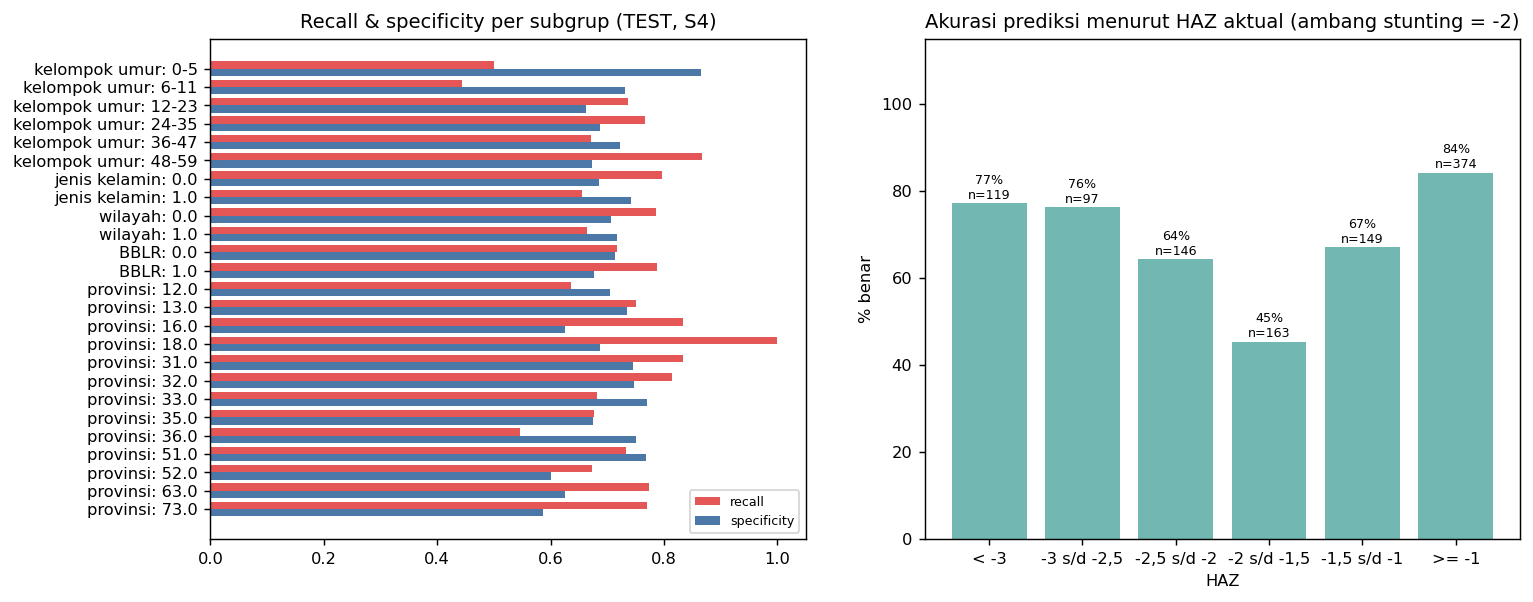 Recall & specificity per subgrup (TEST, S4)
kelompok umur: 0-5
kelompok umur: 6-11
kelompok umur: 12-23
kelompok umur: 24-35
kelompok umur: 36-47
kelompok umur: 48-59
jenis kelamin: 0.0
jenis kelamin: 1.0
wilayah: 0.0
wilayah: 1.0
BBLR: 0.0
BBLR: 1.0
provinsi: 12.0
provinsi: 13.0
provinsi: 16.0
provinsi: 18.0
provinsi: 31.0
provinsi: 32.0
provinsi: 33.0
provinsi: 35.0
provinsi: 36.0
provinsi: 51.0
provinsi: 52.0
provinsi: 63.0
provinsi: 73.0
recall
specificity
0.0 0.2 0.4 0.6 0.8 1.0
Akurasi prediksi menurut HAZ aktual (ambang stunting = -2)
% benar
100
80
60
40
20
0
77%
n=119
76%
n=97
64%
n=146
45%
n=163
67%
n=149
84%
n=374
< -3 -3 s/d -2,5 -2,5 s/d -2 -2 s/d -1,5 -1,5 s/d -1 >= -1
HAZ